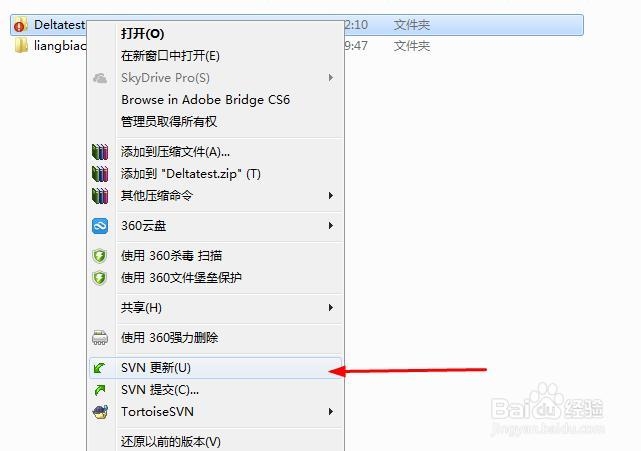 Deltatest 2:10 文件夹
liangbiao 9:47 文件夹
打开(O)
在新窗口中打开(E)
SkyDrive Pro(S)
Browse in Adobe Bridge CS6
管理员取得所有权
添加到压缩文件(A)...
添加到 "Deltatest.zip" (T)
其他压缩命令
360云盘
使用 360杀毒 扫描
使用 360文件堡垒保护
共享(H)
使用 360强力删除
SVN 更新(U)
SVN 提交(C)...
TortoiseSVN
还原以前的版本(V)
Baidu 经验
jingyan.baidu.com